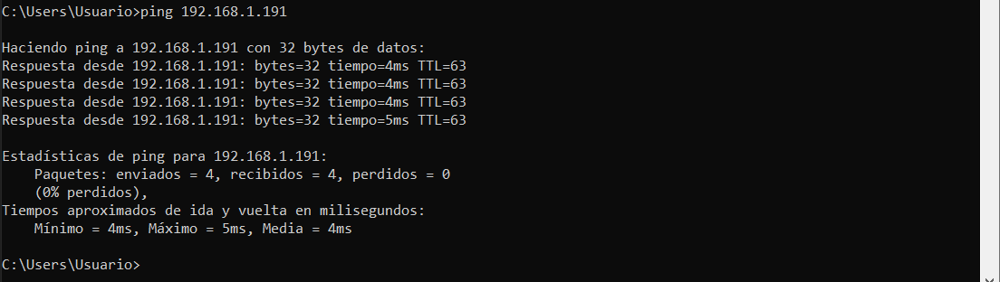 C:\Users\Usuario>ping 192.168.1.191
Haciendo ping a 192.168.1.191 con 32 bytes de datos:
Respuesta desde 192.168.1.191: bytes=32 tiempo=4ms TTL=63
Respuesta desde 192.168.1.191: bytes=32 tiempo=4ms TTL=63
Respuesta desde 192.168.1.191: bytes=32 tiempo=4ms TTL=63
Respuesta desde 192.168.1.191: bytes=32 tiempo=5ms TTL=63
Estadísticas de ping para 192.168.1.191:
    Paquetes: enviados = 4, recibidos = 4, perdidos = 0
    (0% perdidos),
Tiempos aproximados de ida y vuelta en milisegundos:
    Mínimo = 4ms, Máximo = 5ms, Media = 4ms
C:\Users\Usuario>